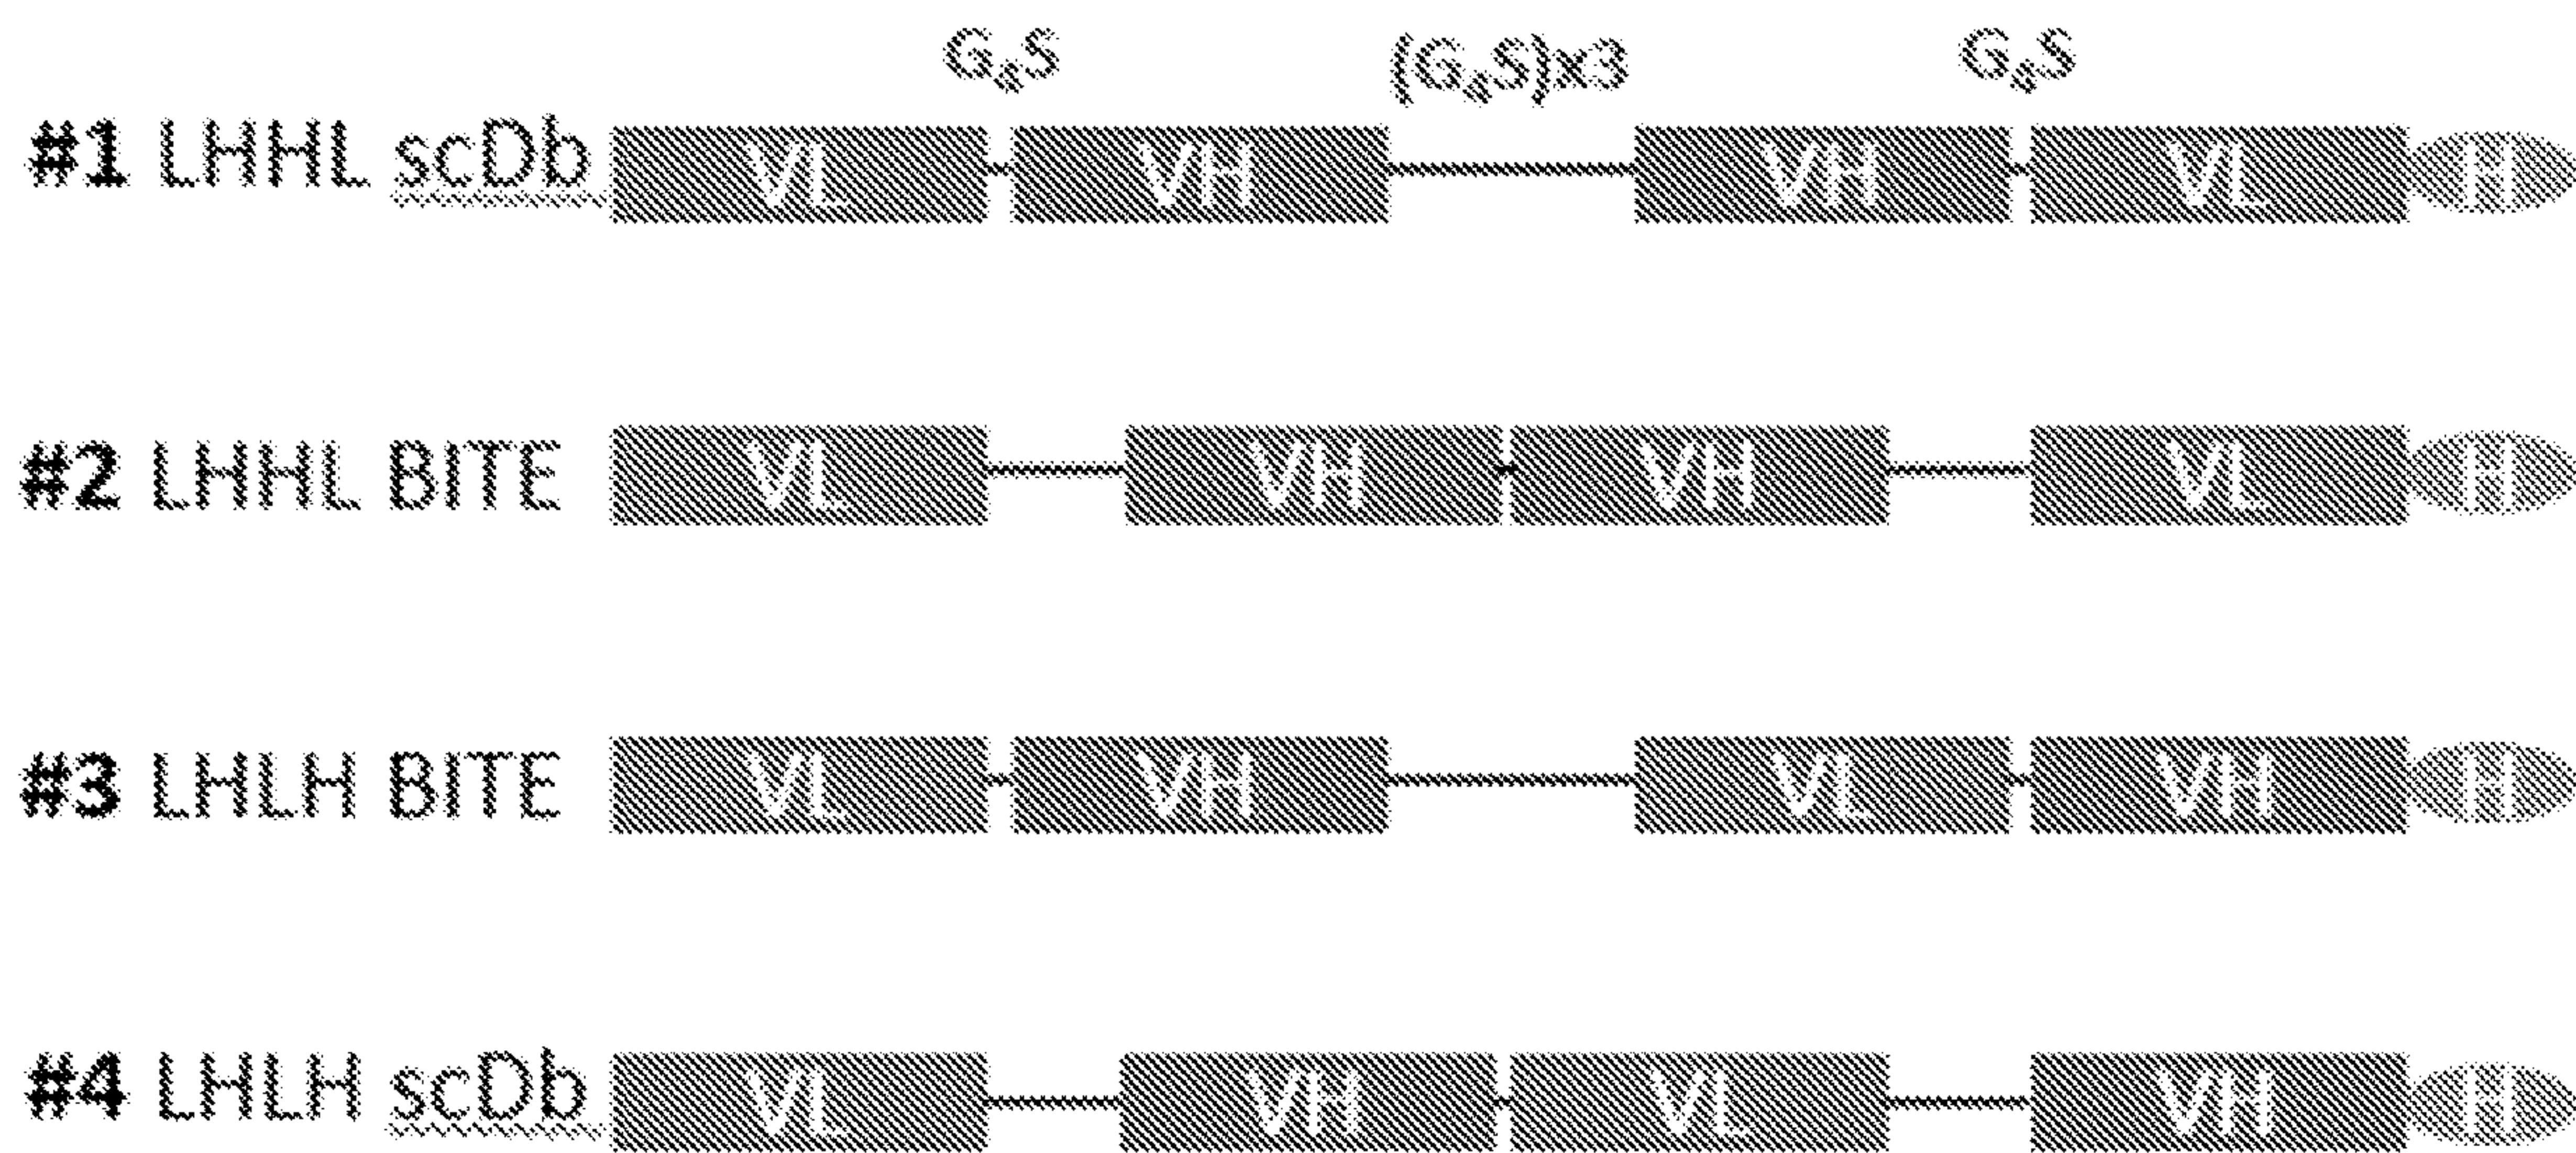 G₄S (G₄S)x3 G₄S
#1 LHHL scDb VL VH VH VL H
#2 LHHL BITE VL VH VH VL H
#3 LHLH BITE VL VH VL VH H
#4 LHLH scDb VL VH VL VH H